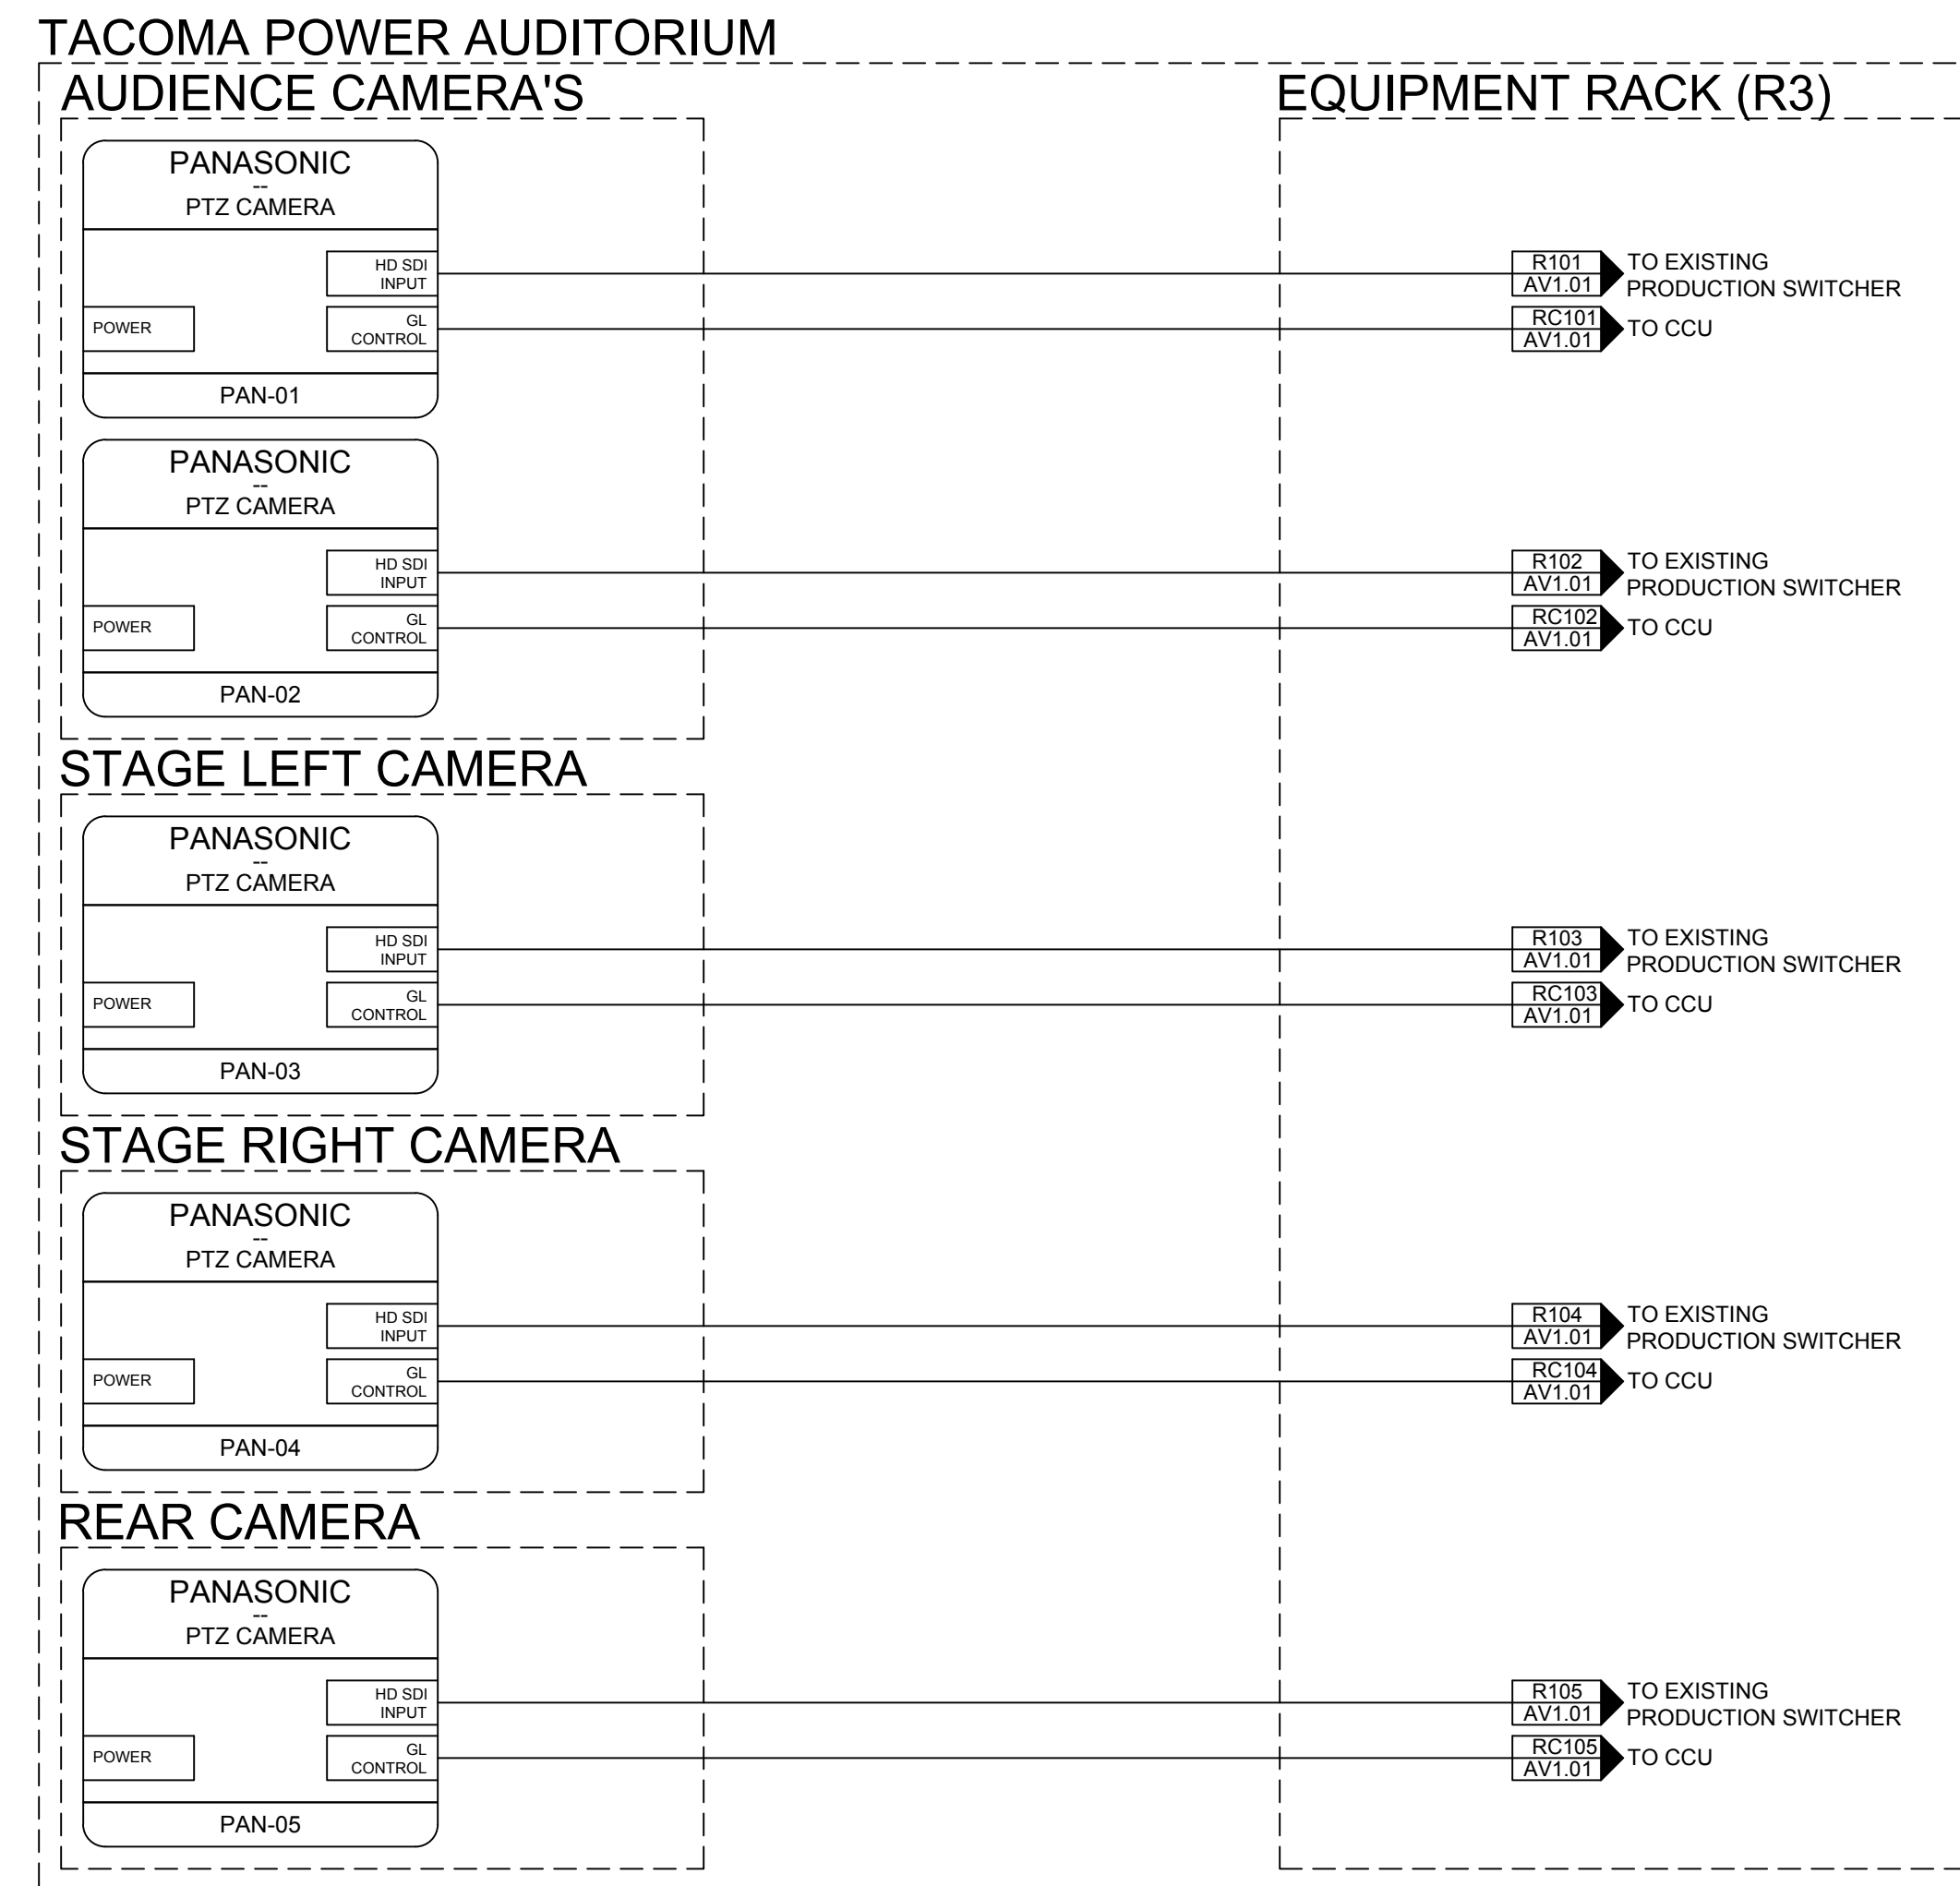 TACOMA POWER AUDITORIUM
AUDIENCE CAMERA'S
EQUIPMENT RACK (R3)
PANASONIC
--
PTZ CAMERA
HD SDI
INPUT
POWER
GL
CONTROL
PAN-01
R101
AV1.01
TO EXISTING
PRODUCTION SWITCHER
RC101
AV1.01
TO CCU
PANASONIC
--
PTZ CAMERA
HD SDI
INPUT
POWER
GL
CONTROL
PAN-02
R102
AV1.01
TO EXISTING
PRODUCTION SWITCHER
RC102
AV1.01
TO CCU
STAGE LEFT CAMERA
PANASONIC
--
PTZ CAMERA
HD SDI
INPUT
POWER
GL
CONTROL
PAN-03
R103
AV1.01
TO EXISTING
PRODUCTION SWITCHER
RC103
AV1.01
TO CCU
STAGE RIGHT CAMERA
PANASONIC
--
PTZ CAMERA
HD SDI
INPUT
POWER
GL
CONTROL
PAN-04
R104
AV1.01
TO EXISTING
PRODUCTION SWITCHER
RC104
AV1.01
TO CCU
REAR CAMERA
PANASONIC
--
PTZ CAMERA
HD SDI
INPUT
POWER
GL
CONTROL
PAN-05
R105
AV1.01
TO EXISTING
PRODUCTION SWITCHER
RC105
AV1.01
TO CCU